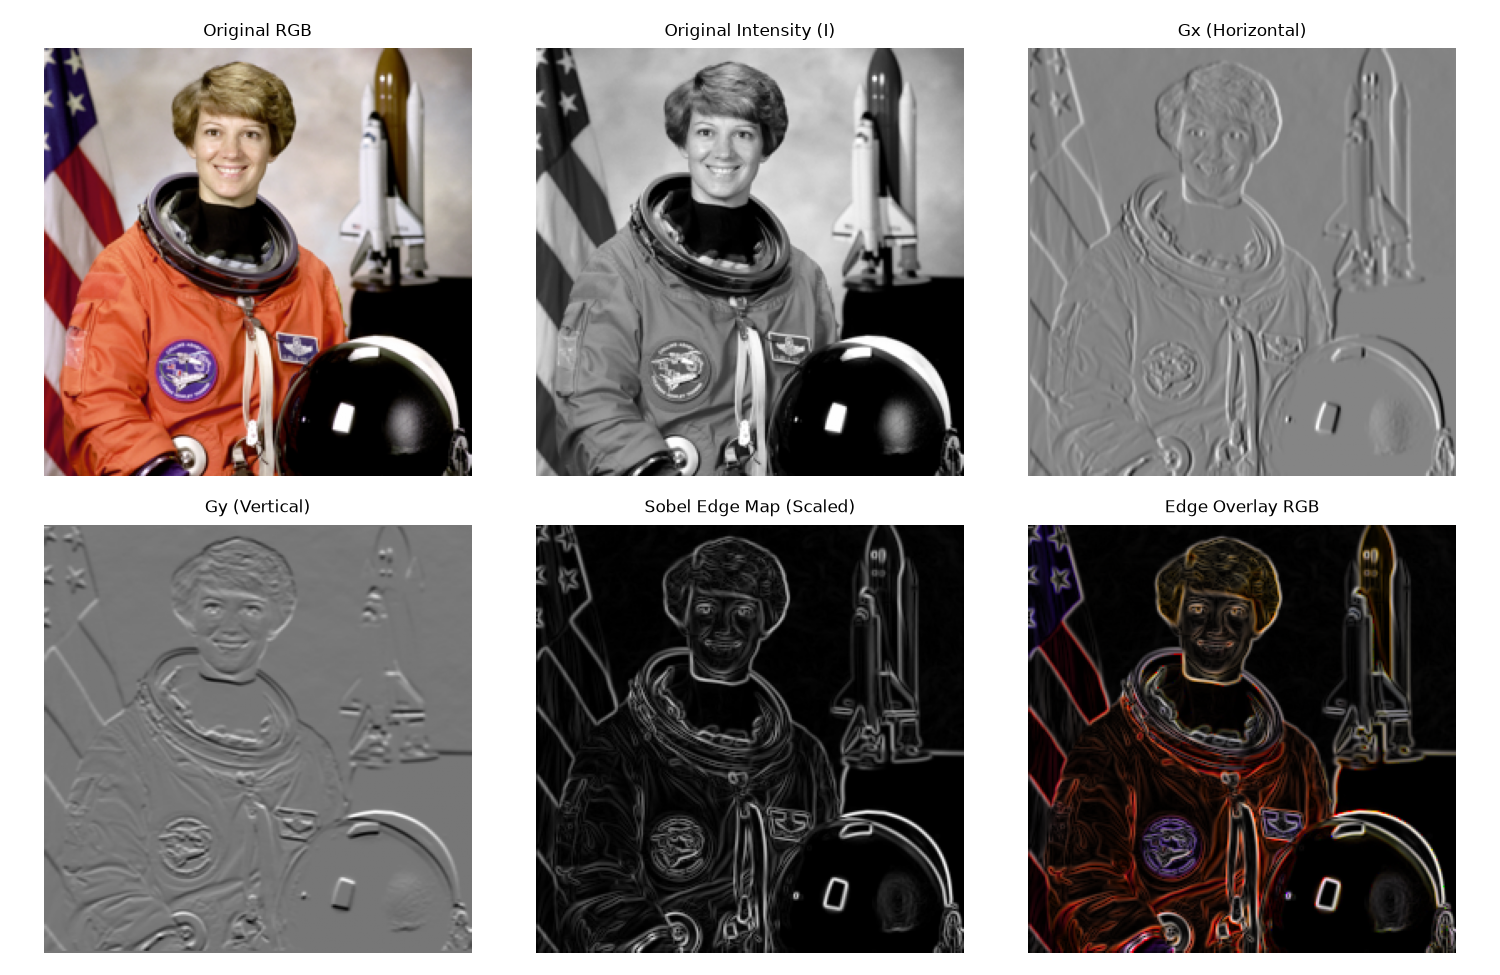 Original RGB
Original Intensity (I)
Gx (Horizontal)
Gy (Vertical)
Sobel Edge Map (Scaled)
Edge Overlay RGB